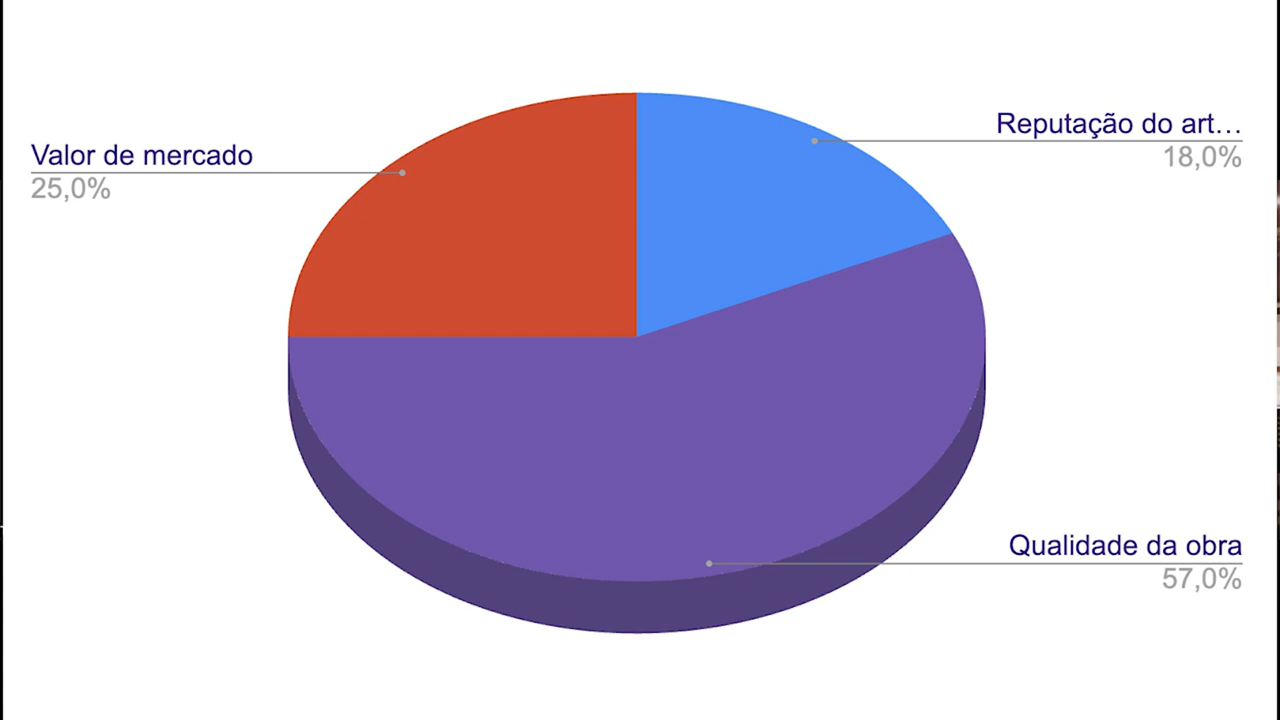 Reputação do art…
18,0%
Valor de mercado
25,0%
Qualidade da obra
57,0%